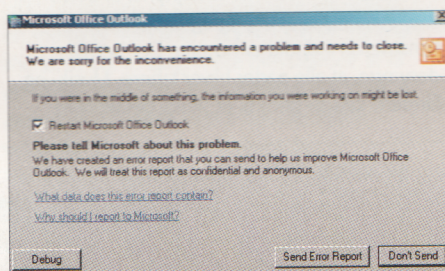 Microsoft Office Outlook
Microsoft Office Outlook has encountered a problem and needs to close.
We are sorry for the inconvenience.
If you were in the middle of something, the information you were working on might be lost.
Restart Microsoft Office Outlook
Please tell Microsoft about this problem.
We have created an error report that you can send to help us improve Microsoft Office
Outlook. We will treat this report as confidential and anonymous.
What data does this error report contain?
Why should I report to Microsoft?
Debug
Send Error Report
Don't Send